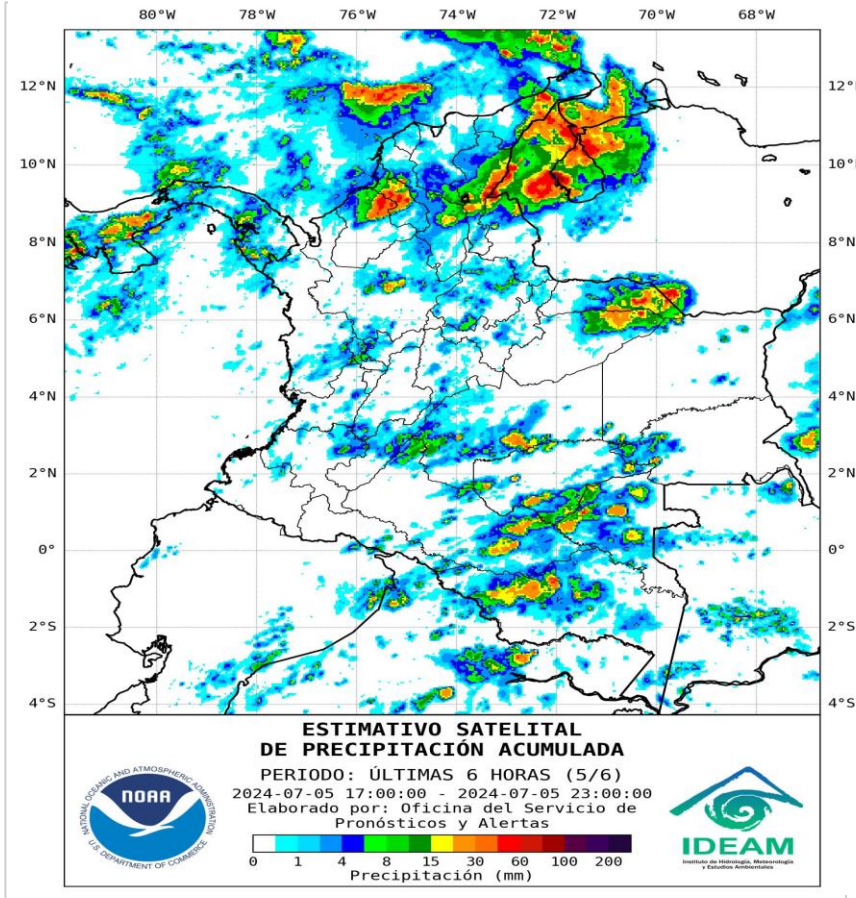 80°W 78°W 76°W 74°W 72°W 70°W 68°W
12°N 12°N
10°N 10°N
8°N 8°N
6°N 6°N
4°N 4°N
2°N 2°N
0° 0°
2°S 2°S
4°S 4°S
ESTIMATIVO SATELITAL
DE PRECIPITACIÓN ACUMULADA
PERIODO: ÚLTIMAS 6 HORAS (5/6)
2024-07-05 17:00:00 - 2024-07-05 23:00:00
Elaborado por: Oficina del Servicio de
Pronósticos y Alertas
0 1 4 8 15 30 60 100 200
Precipitación (mm)
NATIONAL OCEANIC AND ATMOSPHERIC ADMINISTRATION
NOAA
U.S. DEPARTMENT OF COMMERCE
IDEAM
Instituto de Hidrología, Meteorología
y Estudios Ambientales